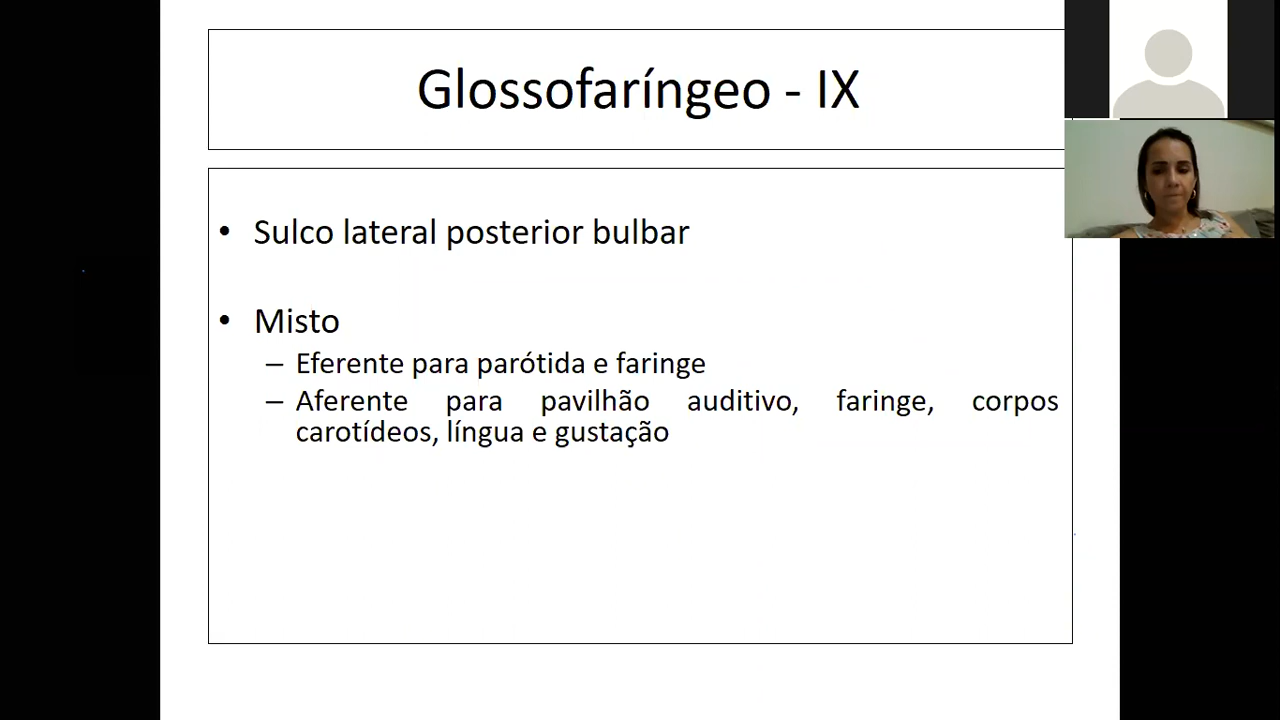 Glossofaríngeo - IX
• Sulco lateral posterior bulbar
• Misto
– Eferente para parótida e faringe
– Aferente para pavilhão auditivo, faringe, corpos
carotídeos, língua e gustação